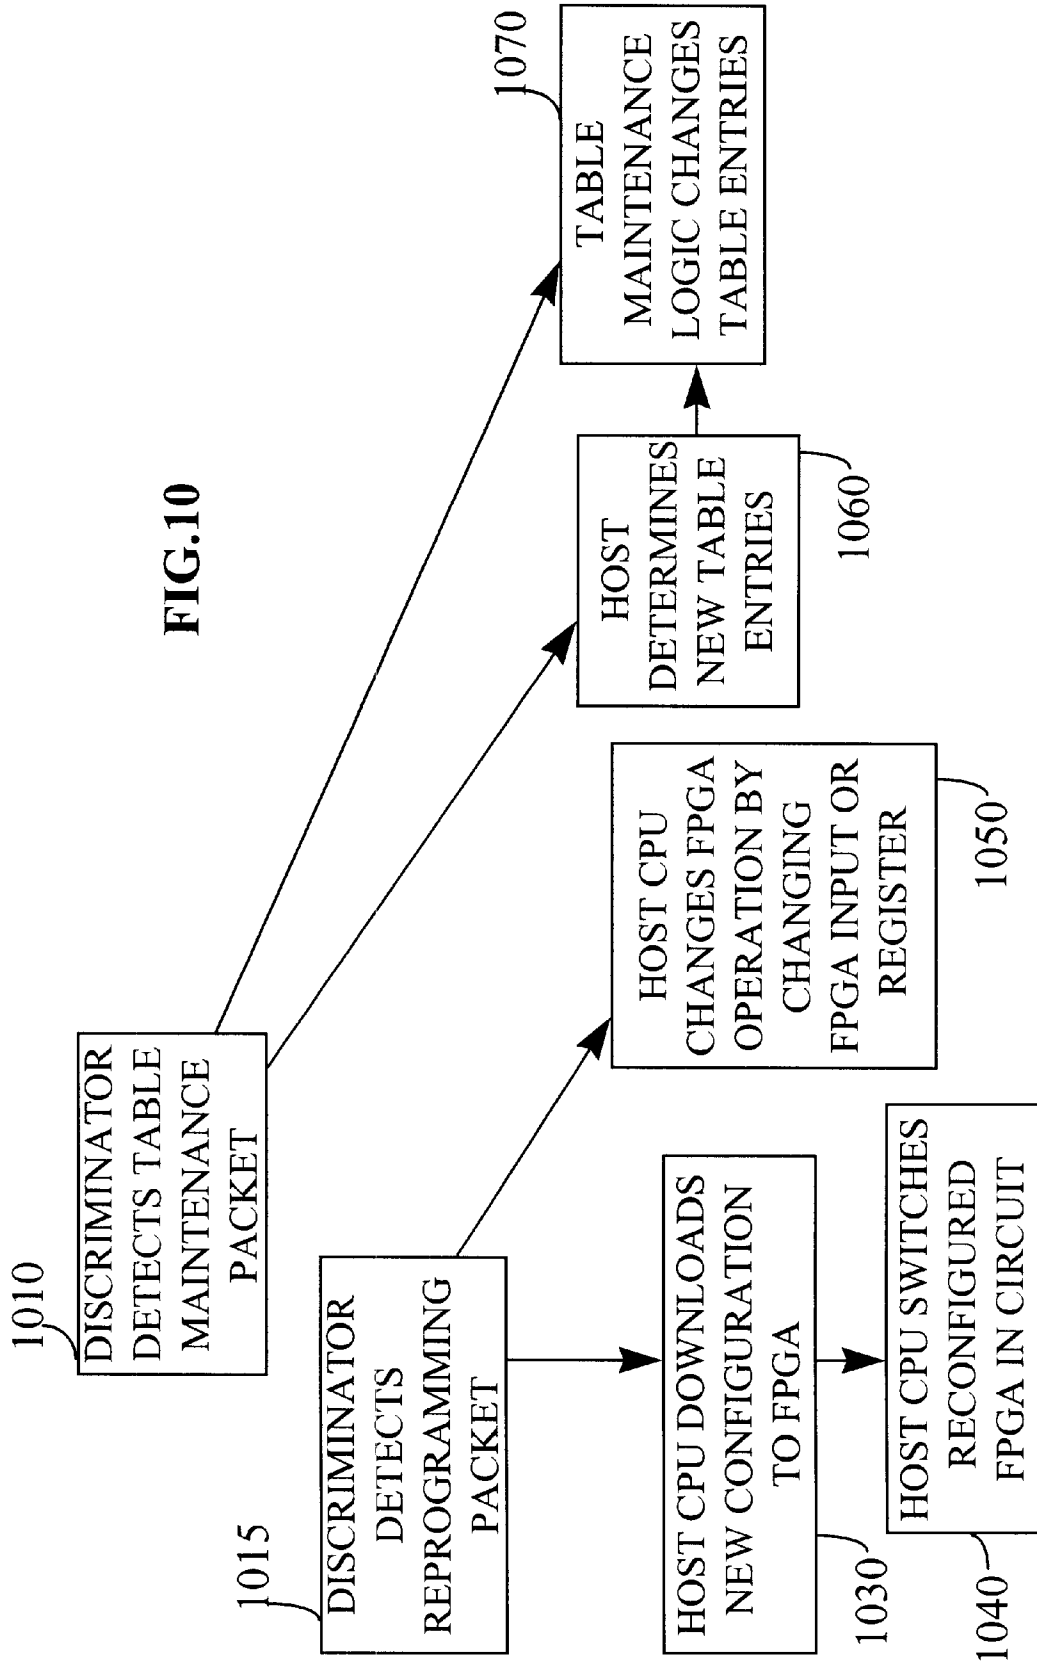 FIG.10
1010
DISCRIMINATOR
DETECTS TABLE
MAINTENANCE
PACKET
1015
DISCRIMINATOR
DETECTS
REPROGRAMMING
PACKET
HOST CPU DOWNLOADS
NEW CONFIGURATION
TO FPGA
1030
HOST CPU SWITCHES
RECONFIGURED
FPGA IN CIRCUIT
1040
HOST CPU
CHANGES FPGA
OPERATION BY
CHANGING
FPGA INPUT OR
REGISTER
1050
HOST
DETERMINES
NEW TABLE
ENTRIES
1060
1070
TABLE
MAINTENANCE
LOGIC CHANGES
TABLE ENTRIES